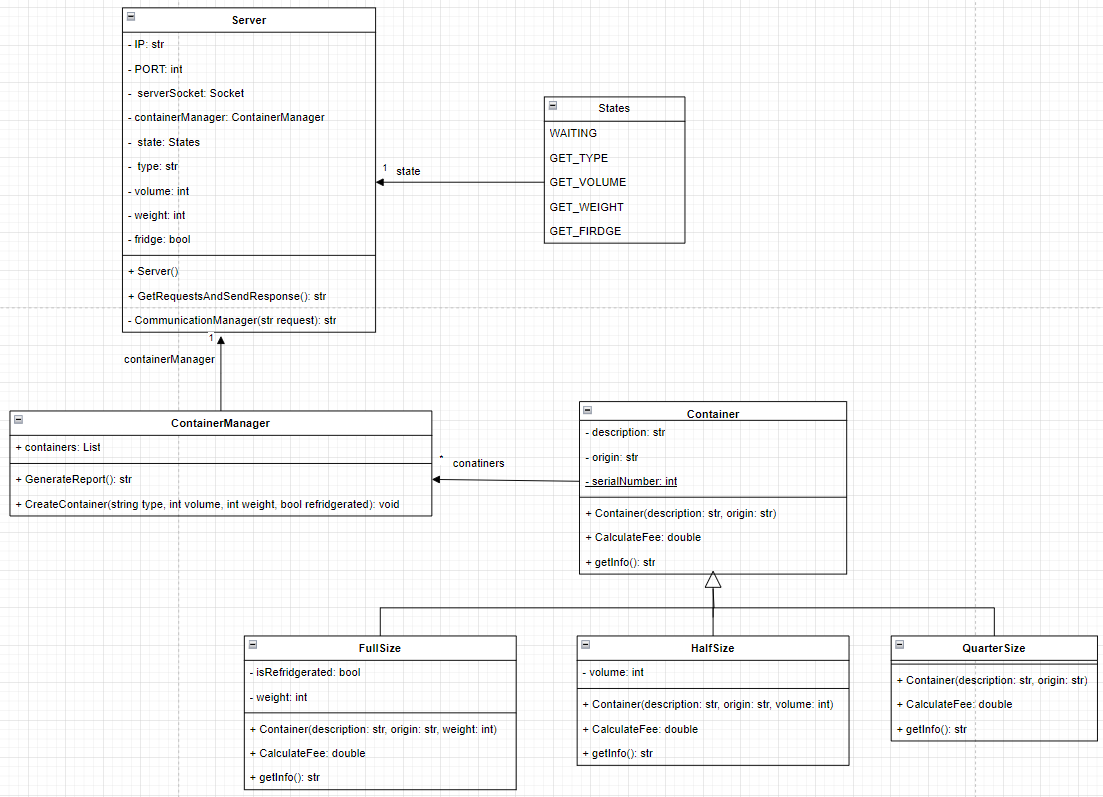 Server
- IP: str
- PORT: int
- serverSocket: Socket
- containerManager: ContainerManager
- state: States
- type: str
- volume: int
- weight: int
- fridge: bool
+ Server()
+ GetRequestsAndSendResponse(): str
- CommunicationManager(str request): str
States
WAITING
GET_TYPE
GET_VOLUME
GET_WEIGHT
GET_FIRDGE
1 state
1
containerManager
ContainerManager
+ containers: List
+ GenerateReport(): str
+ CreateContainer(string type, int volume, int weight, bool refridgerated): void
* conatiners
Container
- description: str
- origin: str
- serialNumber: int
+ Container(description: str, origin: str)
+ CalculateFee: double
+ getInfo(): str
FullSize
- isRefridgerated: bool
- weight: int
+ Container(description: str, origin: str, weight: int)
+ CalculateFee: double
+ getInfo(): str
HalfSize
- volume: int
+ Container(description: str, origin: str, volume: int)
+ CalculateFee: double
+ getInfo(): str
QuarterSize
+ Container(description: str, origin: str)
+ CalculateFee: double
+ getInfo(): str